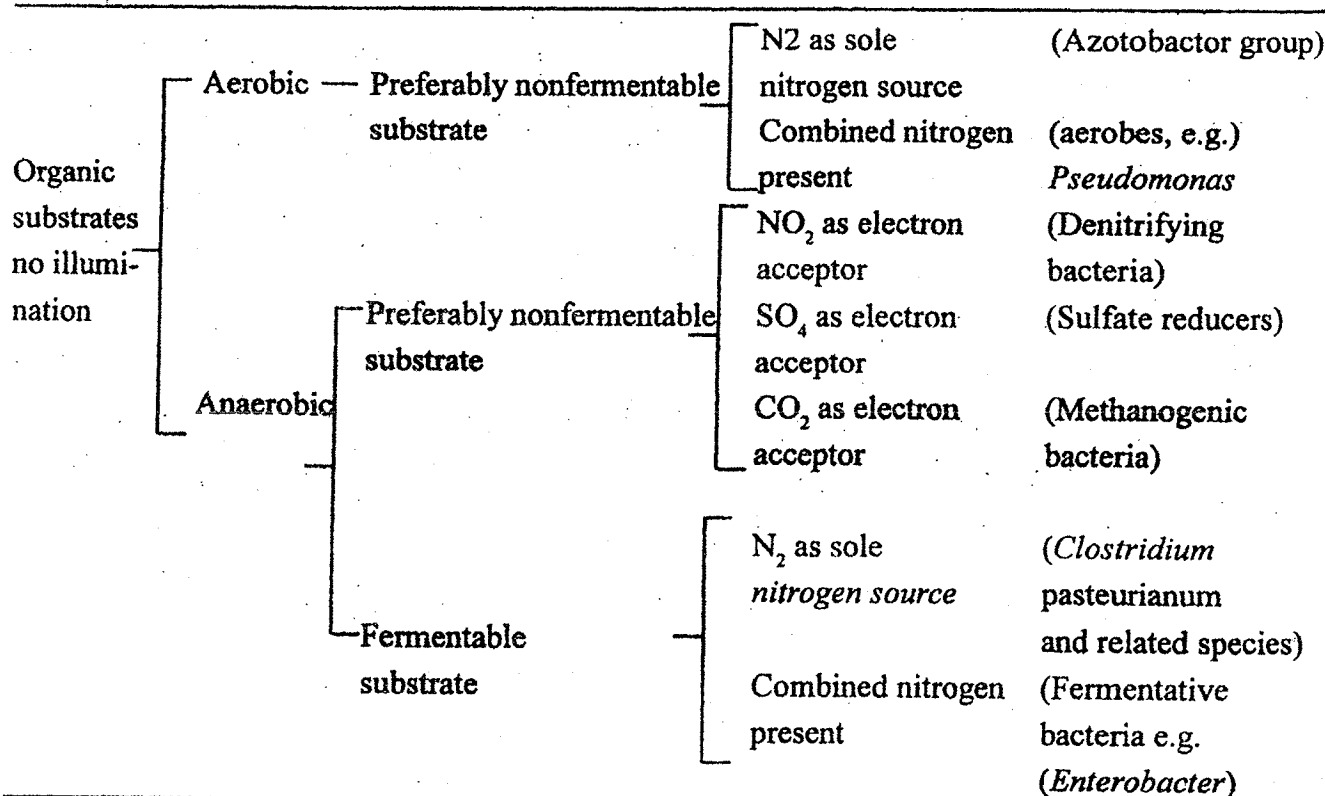 N2 as sole (Azotobactor group)
Aerobic — Preferably nonfermentable nitrogen source
substrate Combined nitrogen (aerobes, e.g.)
Organic present Pseudomonas
substrates NO₂ as electron (Denitrifying
no illumi- acceptor bacteria)
nation Preferably nonfermentable SO₄ as electron (Sulfate reducers)
substrate acceptor
Anaerobic CO₂ as electron (Methanogenic
acceptor bacteria)
N₂ as sole (Clostridium
nitrogen source pasteurianum
Fermentable and related species)
substrate Combined nitrogen (Fermentative
present bacteria e.g.
(Enterobacter)